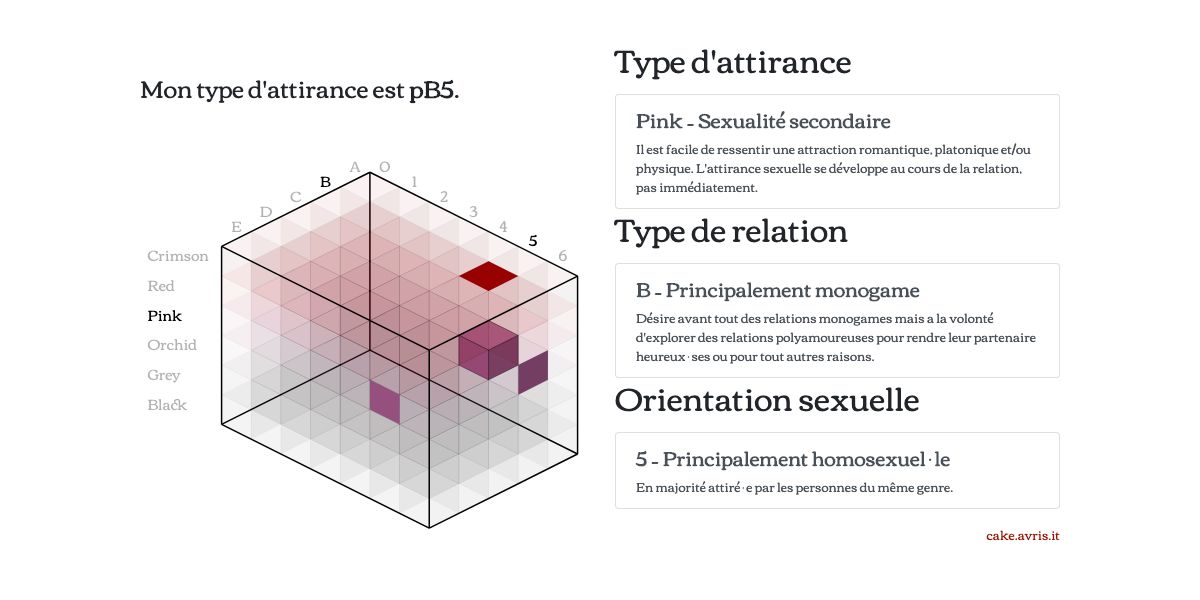 Mon type d'attirance est pB5.
A O
B 1
C 2
D 3
E 4
5
6
Crimson
Red
Pink
Orchid
Grey
Black
Type d'attirance
Pink - Sexualité secondaire
Il est facile de ressentir une attraction romantique, platonique et/ou
physique. L'attirance sexuelle se développe au cours de la relation,
pas immédiatement.
Type de relation
B - Principalement monogame
Désire avant tout des relations monogames mais a la volonté
d'explorer des relations polyamoureuses pour rendre leur partenaire
heureux·ses ou pour tout autres raisons.
Orientation sexuelle
5 - Principalement homosexuel·le
En majorité attiré·e par les personnes du même genre.
cake.avris.it